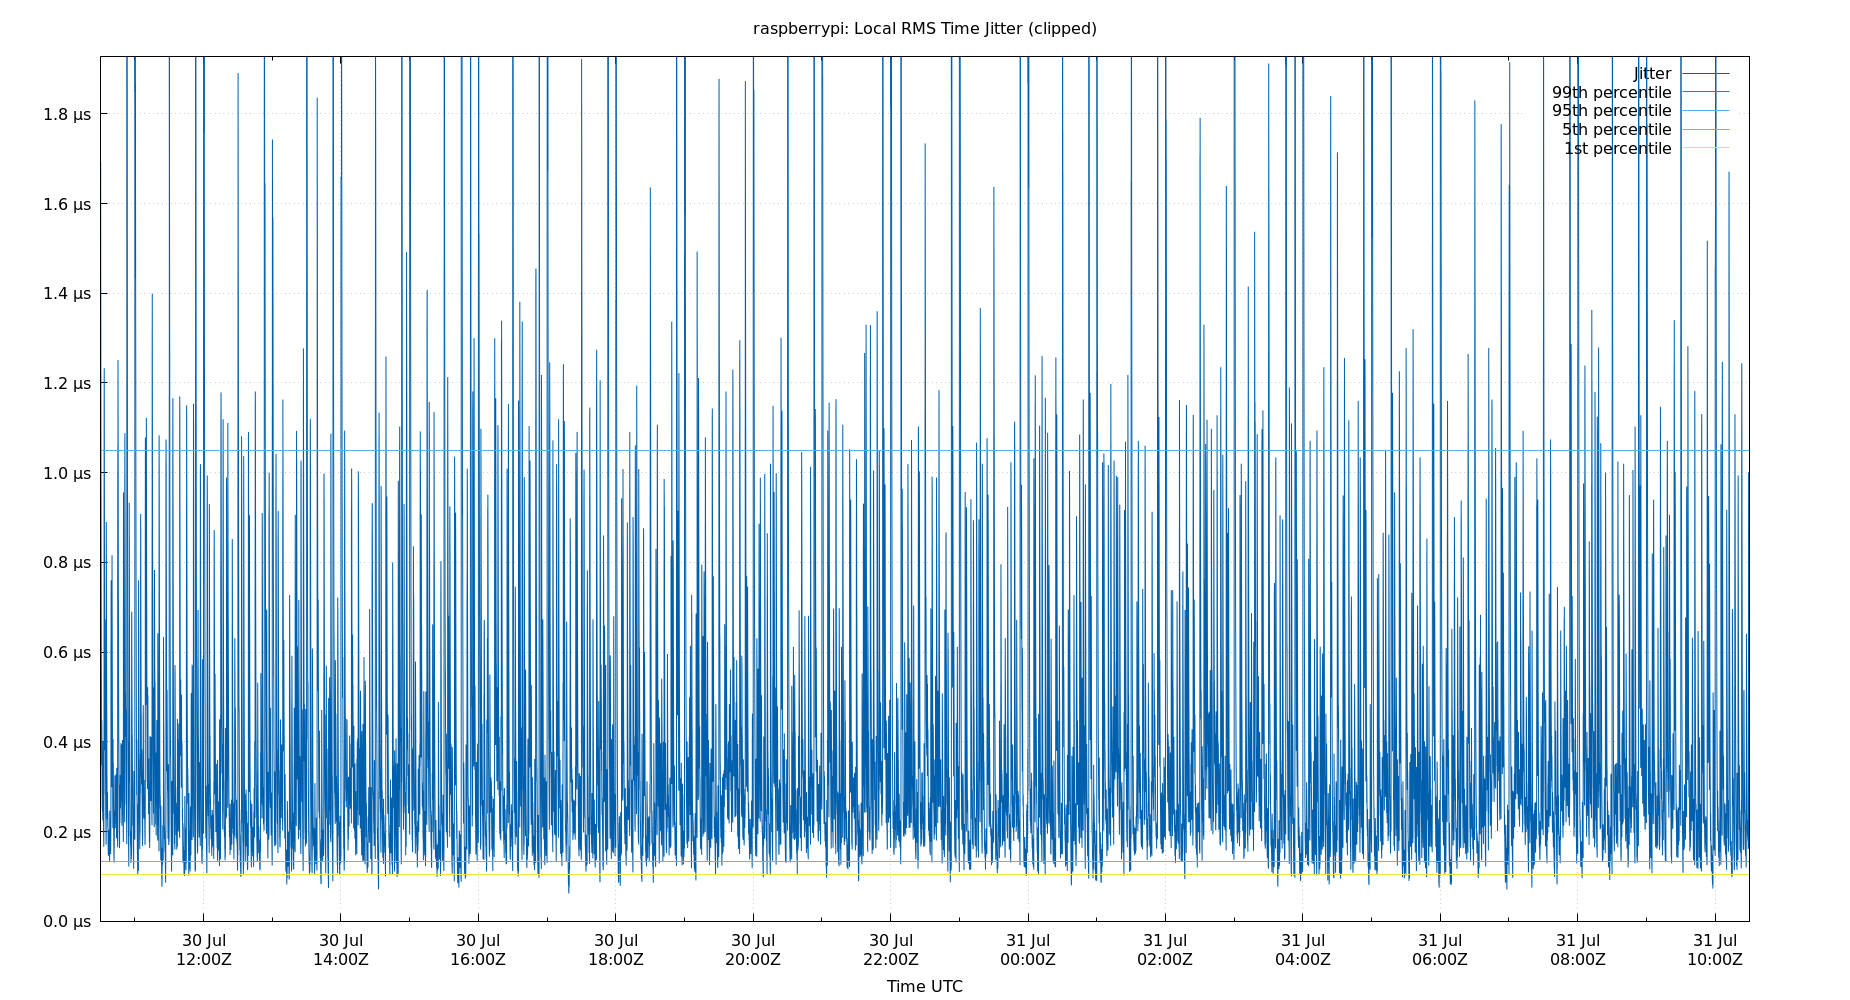 raspberrypi: Local RMS Time Jitter (clipped)
Jitter
99th percentile
95th percentile
5th percentile
1st percentile
1.8 µs
1.6 µs
1.4 µs
1.2 µs
1.0 µs
0.8 µs
0.6 µs
0.4 µs
0.2 µs
0.0 µs
30 Jul 30 Jul 30 Jul 30 Jul 30 Jul 30 Jul 31 Jul 31 Jul 31 Jul 31 Jul 31 Jul 31 Jul
12:00Z 14:00Z 16:00Z 18:00Z 20:00Z 22:00Z 00:00Z 02:00Z 04:00Z 06:00Z 08:00Z 10:00Z
Time UTC